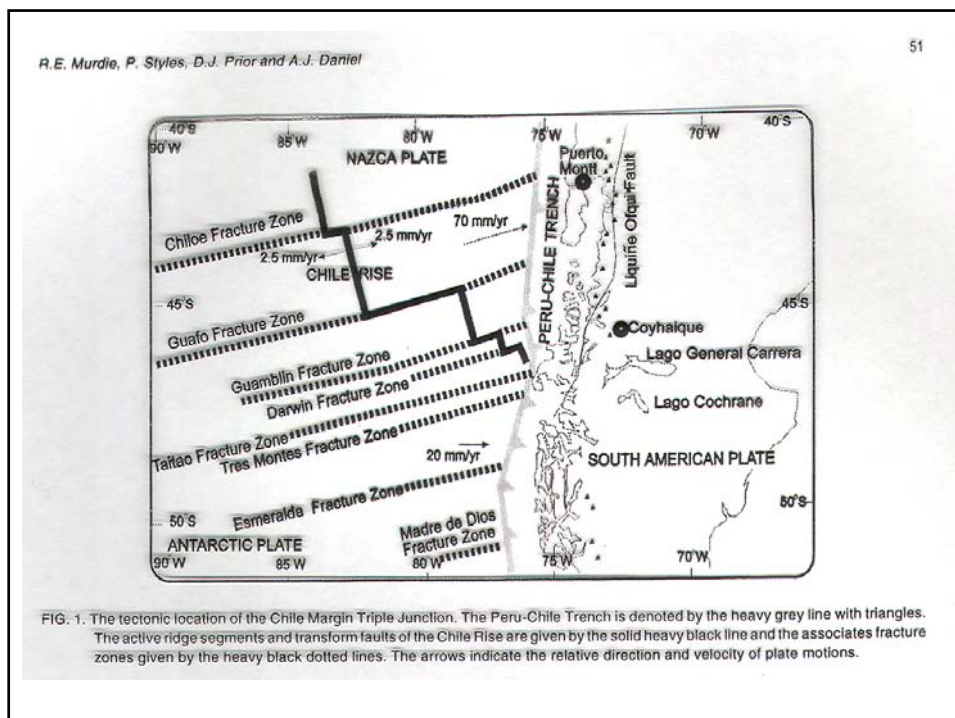 51
R.E. Murdie, P. Styles, D.J. Prior and A.J. Daniel
40°S
90°W
85°W
80°W
75°W
70°W
40°S
NAZCA PLATE
Puerto
Montt
Chiloe Fracture Zone
2.5 mm/yr
2.5 mm/yr
70 mm/yr
CHILE RISE
PERU-CHILE TRENCH
Liquiñe Ofqui Fault
45°S
45°S
Guafo Fracture Zone
Coyhaique
Lago General Carrera
Guamblin Fracture Zone
Darwin Fracture Zone
Lago Cochrane
Taitao Fracture Zone
Tres Montes Fracture Zone
20 mm/yr
SOUTH AMERICAN PLATE
Esmeralda Fracture Zone
50°S
50°S
Madre de Dios
Fracture Zone
ANTARCTIC PLATE
90°W
85°W
80°W
75°W
70°W
FIG. 1. The tectonic location of the Chile Margin Triple Junction. The Peru-Chile Trench is denoted by the heavy grey line with triangles.
The active ridge segments and transform faults of the Chile Rise are given by the solid heavy black line and the associates fracture
zones given by the heavy black dotted lines. The arrows indicate the relative direction and velocity of plate motions.